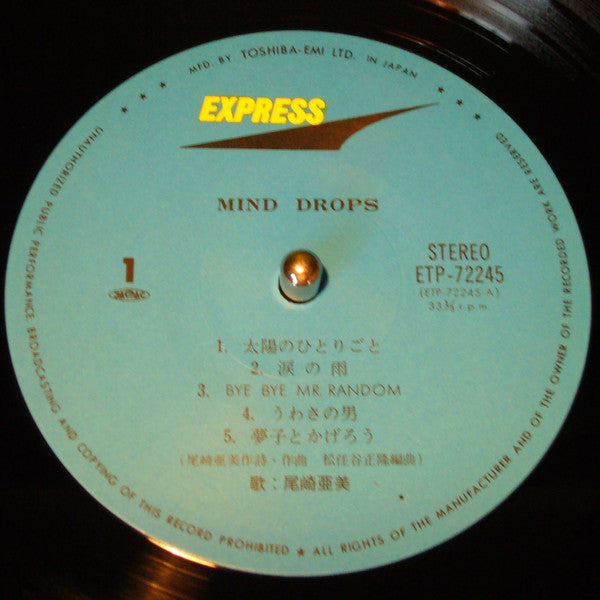 MFD. BY TOSHIBA-EMI LTD. IN JAPAN
EXPRESS
MIND DROPS
1
STEREO
ETP-72245
(ETP-72245-A)
33⅓ r.p.m.
1. 太陽のひとりごと
2. 涙の雨
3. BYE BYE MR. RANDOM
4. うわさの男
5. 夢子とかげろう
(尾崎亜美作詩・作曲 松任谷正隆編曲)
歌：尾崎亜美
UNAUTHORIZED PUBLIC PERFORMANCE, BROADCASTING AND COPYING OF THIS RECORD PROHIBITED ★ ALL RIGHTS OF THE MANUFACTURER AND OF THE OWNER OF THE RECORDED WORK ARE RESERVED